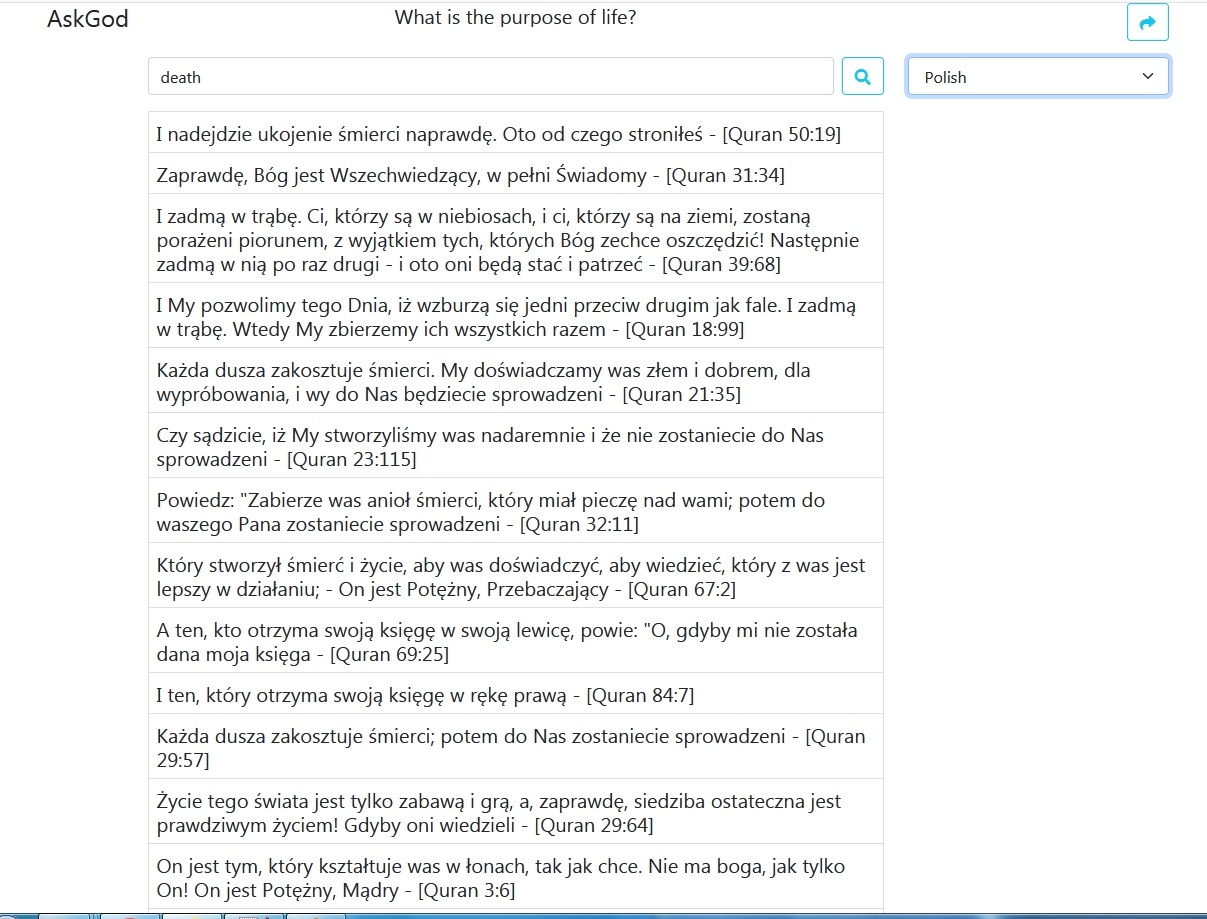 AskGod
What is the purpose of life?
death
Polish
I nadejdzie ukojenie śmierci naprawdę. Oto od czego stroniłeś - [Quran 50:19]
Zaprawdę, Bóg jest Wszechwiedzący, w pełni Świadomy - [Quran 31:34]
I zadmą w trąbę. Ci, którzy są w niebiosach, i ci, którzy są na ziemi, zostaną
porażeni piorunem, z wyjątkiem tych, których Bóg zechce oszczędzić! Następnie
zadmą w nią po raz drugi - i oto oni będą stać i patrzeć - [Quran 39:68]
I My pozwolimy tego Dnia, iż wzburzą się jedni przeciw drugim jak fale. I zadmą
w trąbę. Wtedy My zbierzemy ich wszystkich razem - [Quran 18:99]
Każda dusza zakosztuje śmierci. My doświadczamy was złem i dobrem, dla
wypróbowania, i wy do Nas będziecie sprowadzeni - [Quran 21:35]
Czy sądzicie, iż My stworzyliśmy was nadaremnie i że nie zostaniecie do Nas
sprowadzeni - [Quran 23:115]
Powiedz: "Zabierze was anioł śmierci, który miał pieczę nad wami; potem do
waszego Pana zostaniecie sprowadzeni - [Quran 32:11]
Który stworzył śmierć i życie, aby was doświadczyć, aby wiedzieć, który z was jest
lepszy w działaniu; - On jest Potężny, Przebaczający - [Quran 67:2]
A ten, kto otrzyma swoją księgę w swoją lewicę, powie: "O, gdyby mi nie została
dana moja księga - [Quran 69:25]
I ten, który otrzyma swoją księgę w rękę prawą - [Quran 84:7]
Każda dusza zakosztuje śmierci; potem do Nas zostaniecie sprowadzeni - [Quran
29:57]
Życie tego świata jest tylko zabawą i grą, a, zaprawdę, siedziba ostateczna jest
prawdziwym życiem! Gdyby oni wiedzieli - [Quran 29:64]
On jest tym, który kształtuje was w łonach, tak jak chce. Nie ma boga, jak tylko
On! On jest Potężny, Mądry - [Quran 3:6]